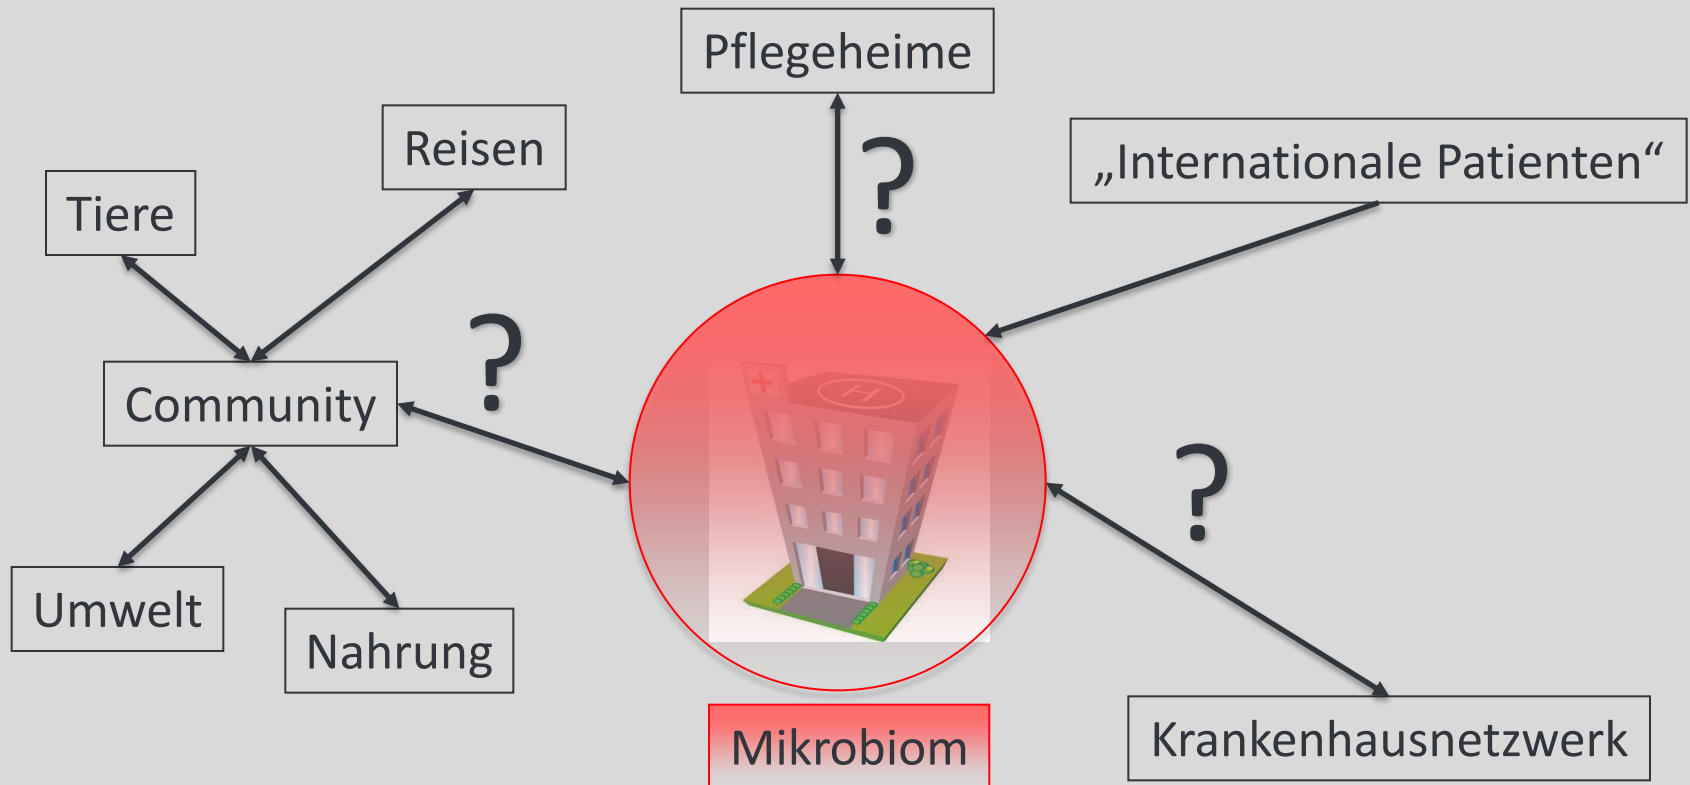 Pflegeheime
Reisen
?
„Internationale Patienten“
Tiere
?
Community
H
?
Umwelt
Nahrung
Krankenhausnetzwerk
Mikrobiom